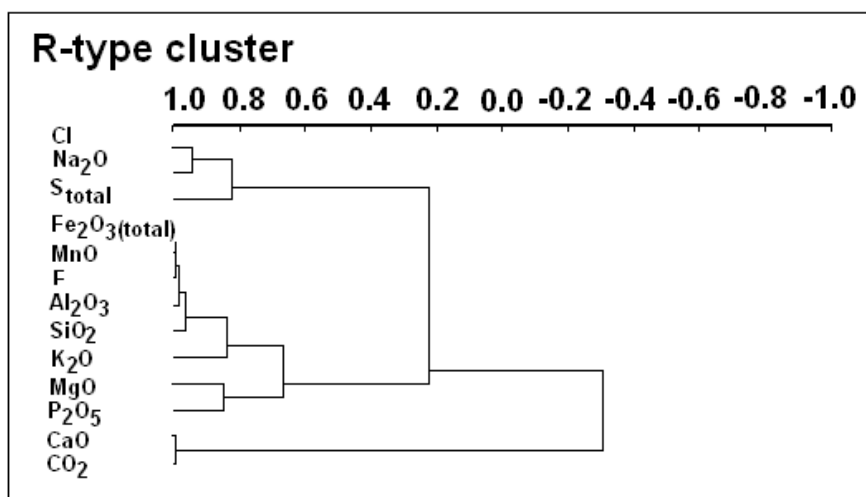 R-type cluster
1.0 0.8 0.6 0.4 0.2 0.0 -0.2 -0.4 -0.6 -0.8 -1.0
Cl
Na₂O
S_total
Fe₂O₃(total)
MnO
F
Al₂O₃
SiO₂
K₂O
MgO
P₂O₅
CaO
CO₂